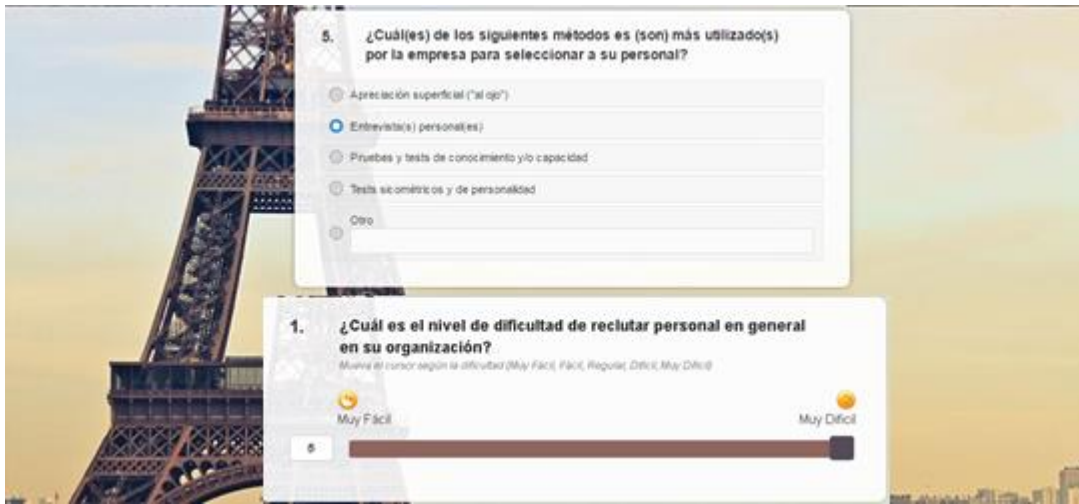 5. ¿Cuál(es) de los siguientes métodos es (son) más utilizado(s)
por la empresa para seleccionar a su personal?
Apreciación superficial ("al ojo")
Entrevista(s) personal(es)
Pruebas y tests de conocimiento y/o capacidad
Tests sicométricos y de personalidad
Otro
1. ¿Cuál es el nivel de dificultad de reclutar personal en general
en su organización?
Mueva el cursor según la dificultad (Muy Fácil, Fácil, Regular, Difícil, Muy Difícil)
Muy Fácil
Muy Difícil